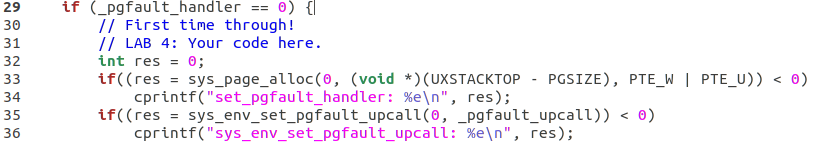 29 if (_pgfault_handler == 0) {
30 // First time through!
31 // LAB 4: Your code here.
32 int res = 0;
33 if((res = sys_page_alloc(0, (void *)(UXSTACKTOP - PGSIZE), PTE_W | PTE_U)) < 0)
34 cprintf("set_pgfault_handler: %e\n", res);
35 if((res = sys_env_set_pgfault_upcall(0, _pgfault_upcall)) < 0)
36 cprintf("sys_env_set_pgfault_upcall: %e\n", res);